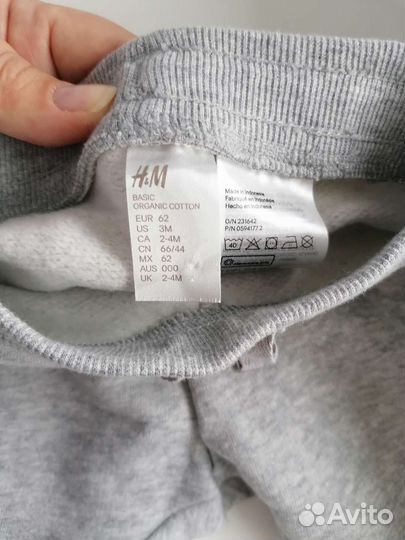 H&M
BASIC
ORGANIC COTTON
EUR 62
US 3M
CA 2-4M
CN 66/44
MX 62
AUS 000
UK 2-4M
Made in Indonesia
Fabriqué en Indonésie
Hecho en Indonesia
O/N 231642
P/N 0594177 2
40
Avito